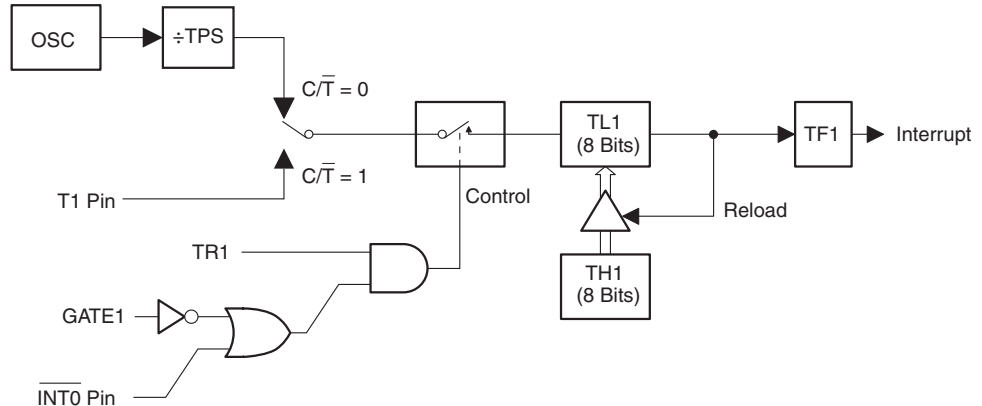 OSC
÷TPS
C/T̅ = 0
C/T̅ = 1
T1 Pin
TL1
(8 Bits)
TF1
Interrupt
Control
Reload
TR1
TH1
(8 Bits)
GATE1
I̅N̅T̅0̅ Pin